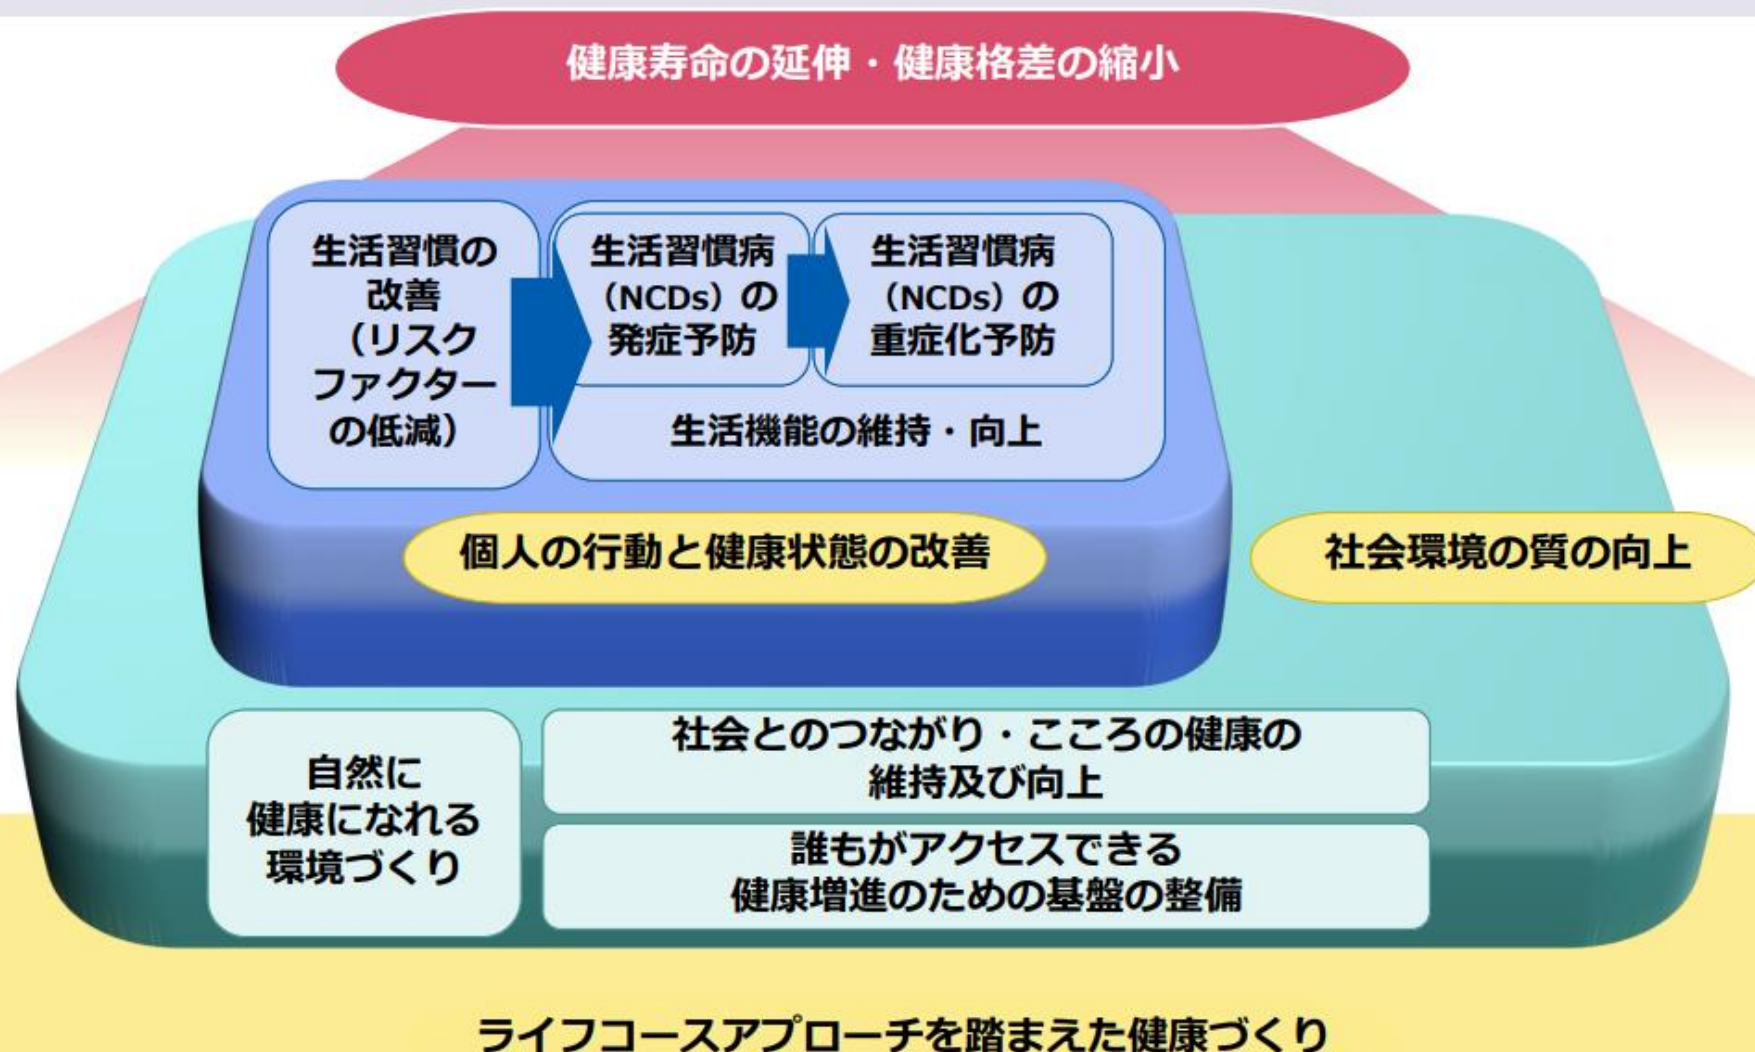 健康寿命の延伸・健康格差の縮小
生活習慣の
改善
（リスク
ファクター
の低減）
生活習慣病
（NCDs）の
発症予防
生活習慣病
（NCDs）の
重症化予防
生活機能の維持・向上
個人の行動と健康状態の改善
社会環境の質の向上
自然に
健康になれる
環境づくり
社会とのつながり・こころの健康の
維持及び向上
誰もがアクセスできる
健康増進のための基盤の整備
ライフコースアプローチを踏まえた健康づくり